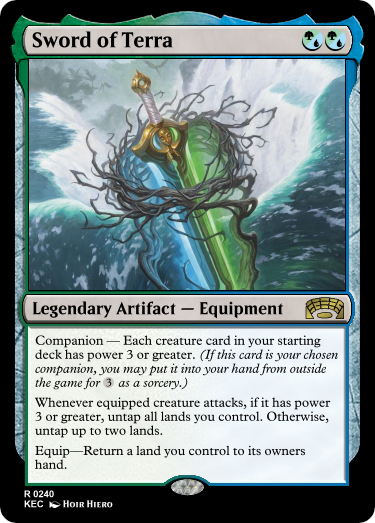 Sword of Terra
Legendary Artifact — Equipment
Companion — Each creature card in your starting
deck has power 3 or greater. (If this card is your chosen
companion, you may put it into your hand from outside
the game for 3 as a sorcery.)
Whenever equipped creature attacks, if it has power
3 or greater, untap all lands you control. Otherwise,
untap up to two lands.
Equip—Return a land you control to its owners
hand.
R 0240
KEC Hoir Hiero